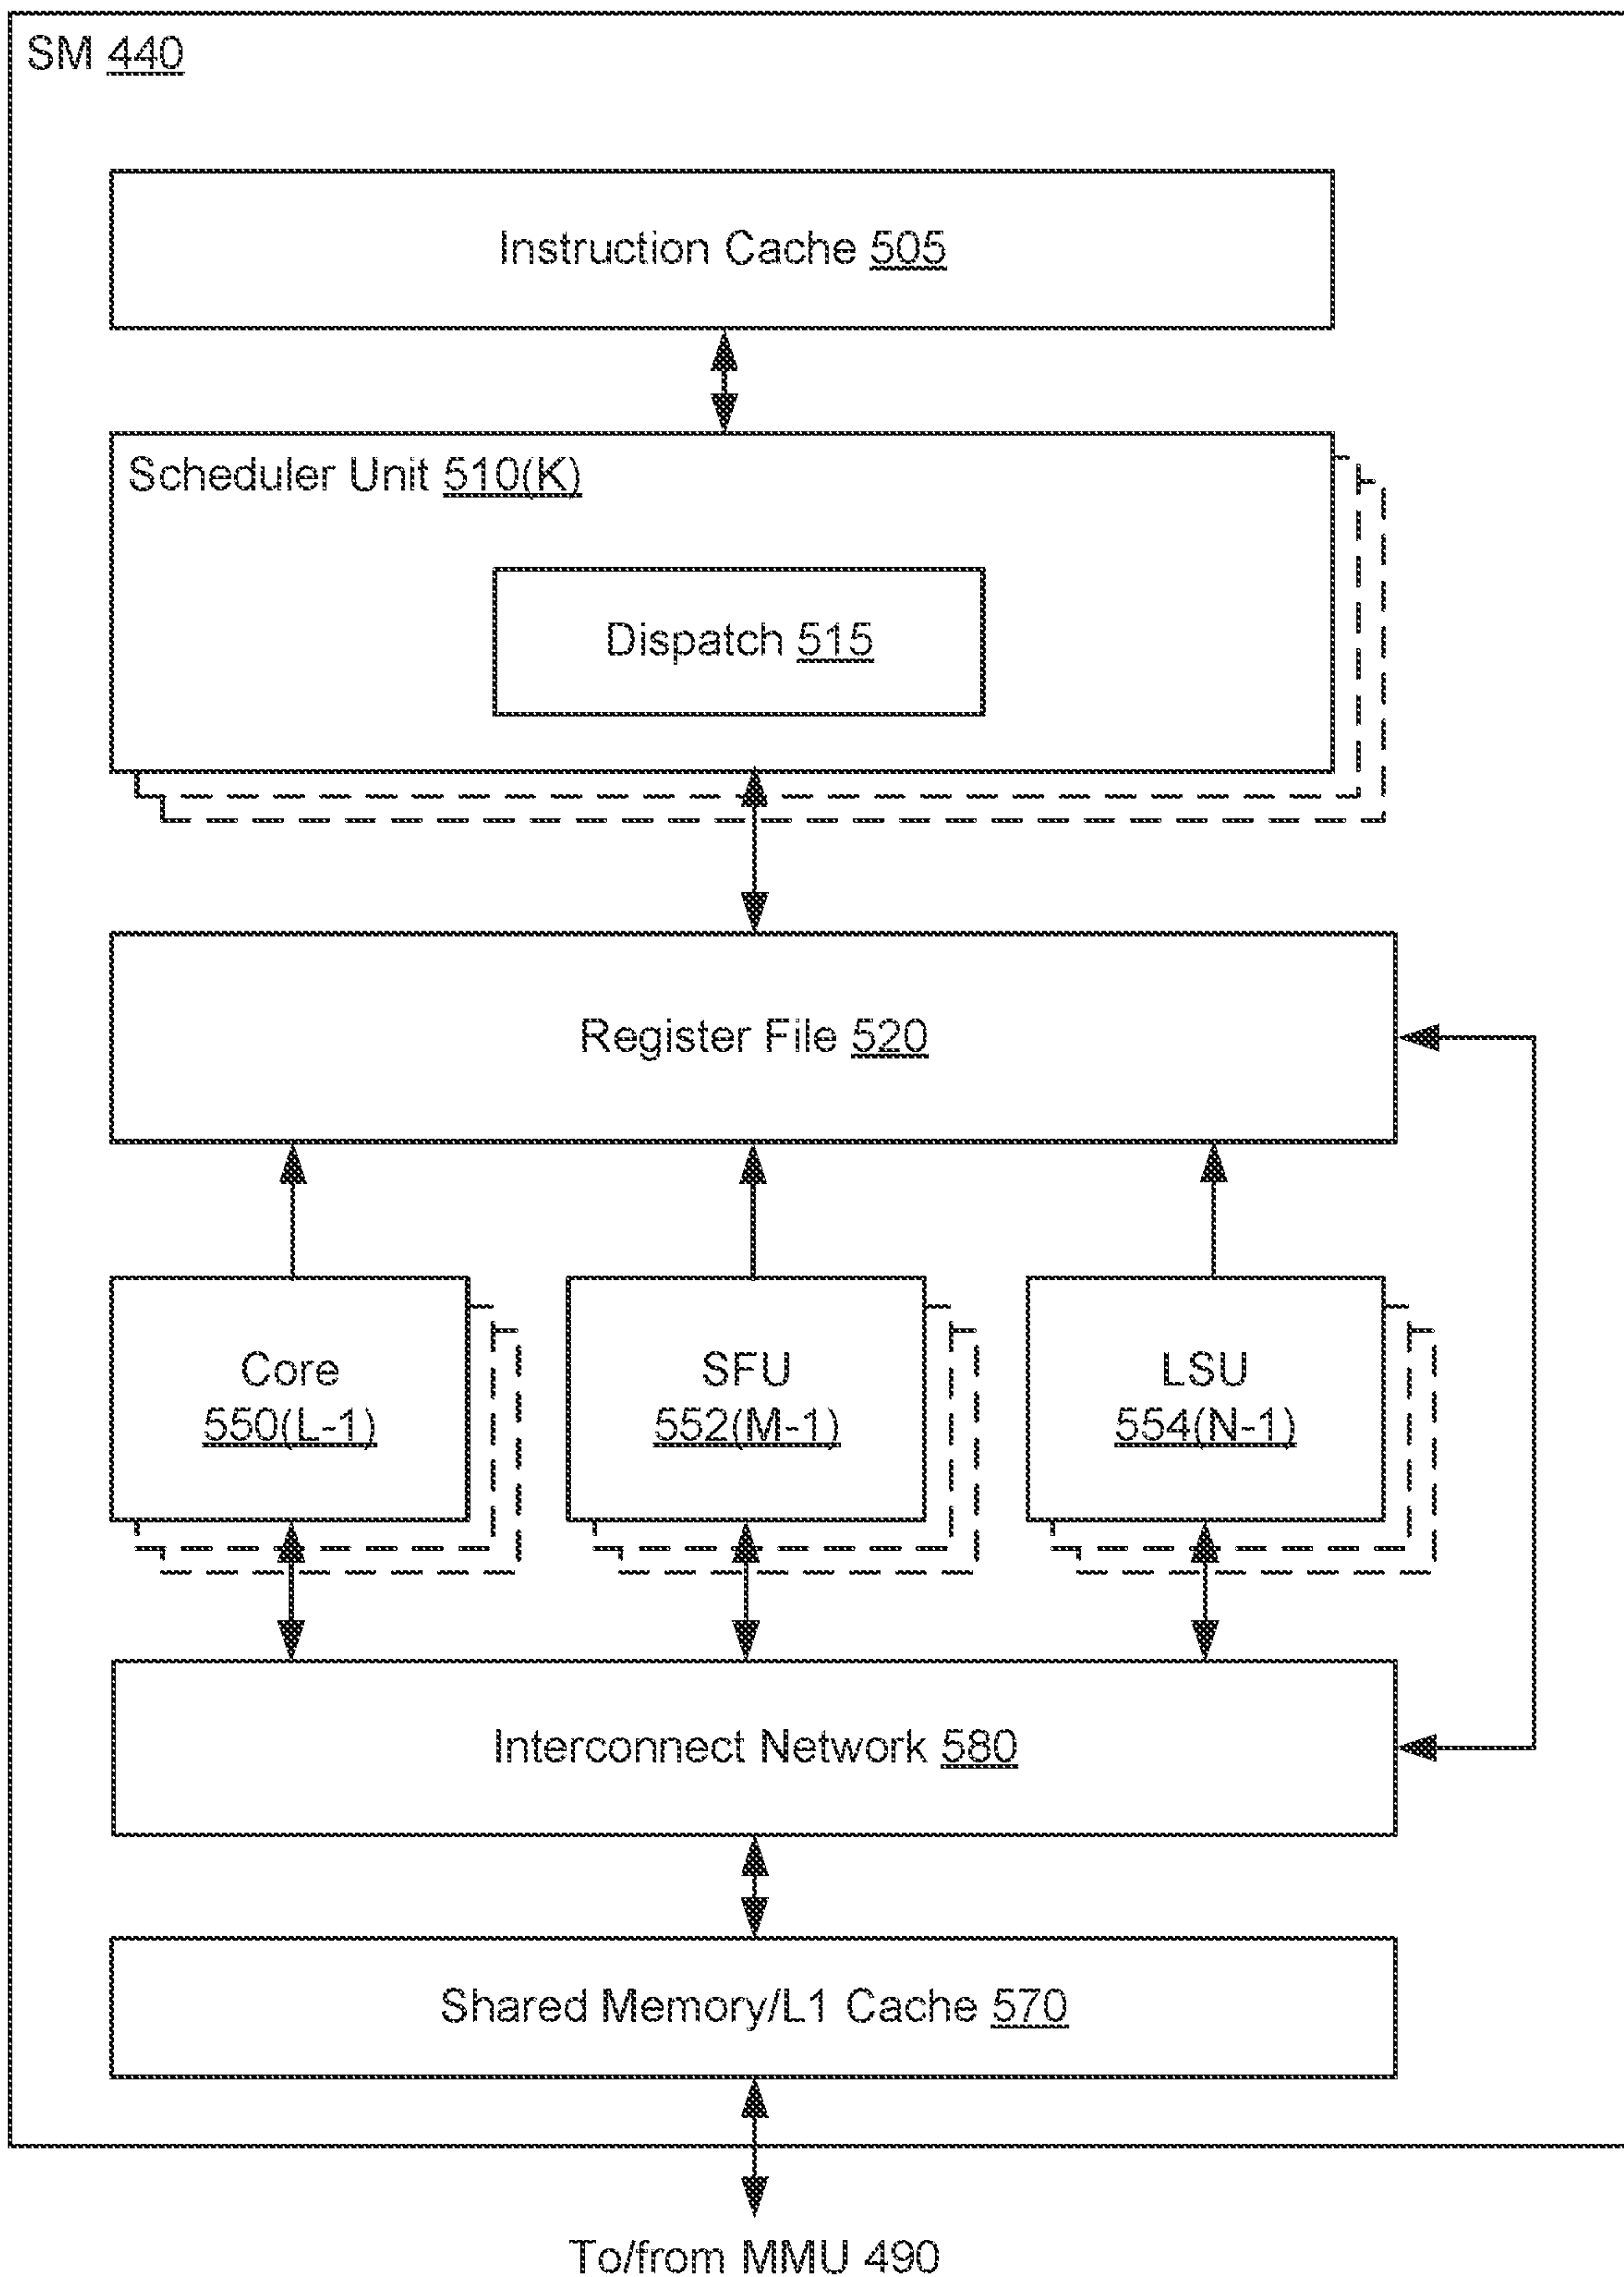 SM 440
Instruction Cache 505
Scheduler Unit 510(K)
Dispatch 515
Register File 520
Core
550(L-1)
SFU
552(M-1)
LSU
554(N-1)
Interconnect Network 580
Shared Memory/L1 Cache 570
To/from MMU 490